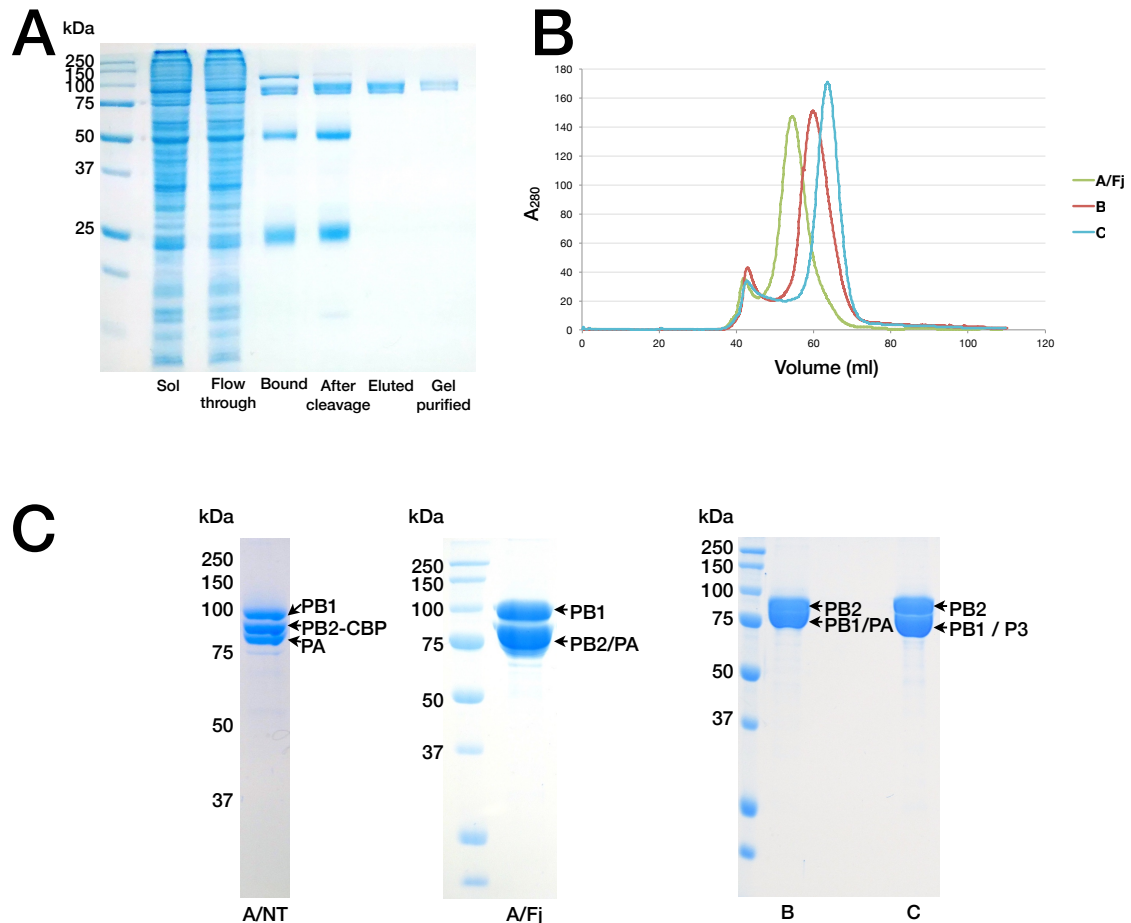 A
kDa
250
150
100
75
50
37
25
Sol
Flow through
Bound
After cleavage
Eluted
Gel purified
B
180
160
140
120
100
80
60
40
20
0
A280
0 20 40 60 80 100 120
Volume (ml)
A/Fj
B
C
C
kDa
250
150
100
75
50
37
PB1
PB2-CBP
PA
A/NT
kDa
250
150
100
75
50
37
PB1
PB2/PA
A/Fj
kDa
250
150
100
75
50
37
PB2
PB1/PA
PB2
PB1 / P3
B
C